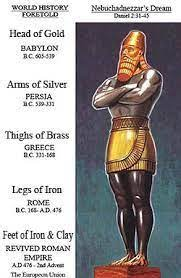 WORLD HISTORY
FORETOLD
Nebuchadnezzar's Dream
Daniel 2:31-45
Head of Gold
BABYLON
B.C. 605-539
Arms of Silver
PERSIA
B.C. 539-331
Thighs of Brass
GREECE
B.C. 331-168
Legs of Iron
ROME
B.C. 168- A.D. 476
Feet of Iron & Clay
REVIVED ROMAN
EMPIRE
A.D 476 - 2nd Advent
The European Union